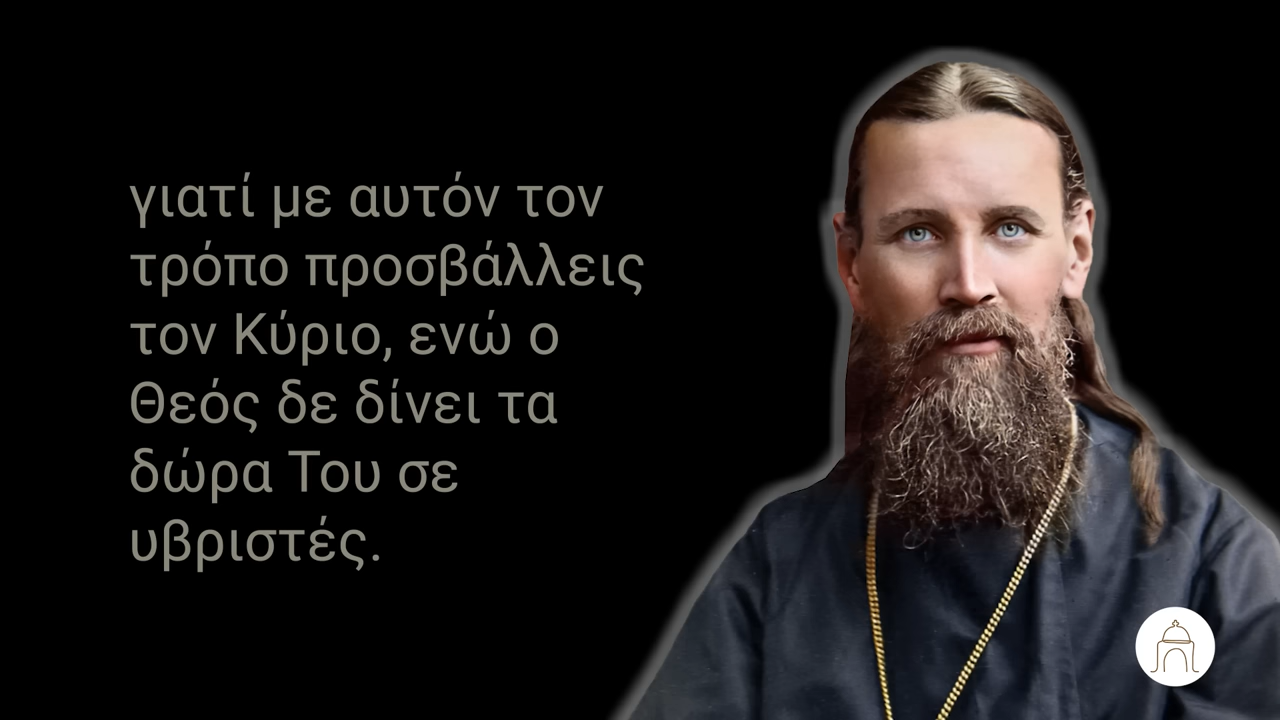 γιατί με αυτόν τον
τρόπο προσβάλλεις
τον Κύριο, ενώ ο
Θεός δε δίνει τα
δώρα Του σε
υβριστές.